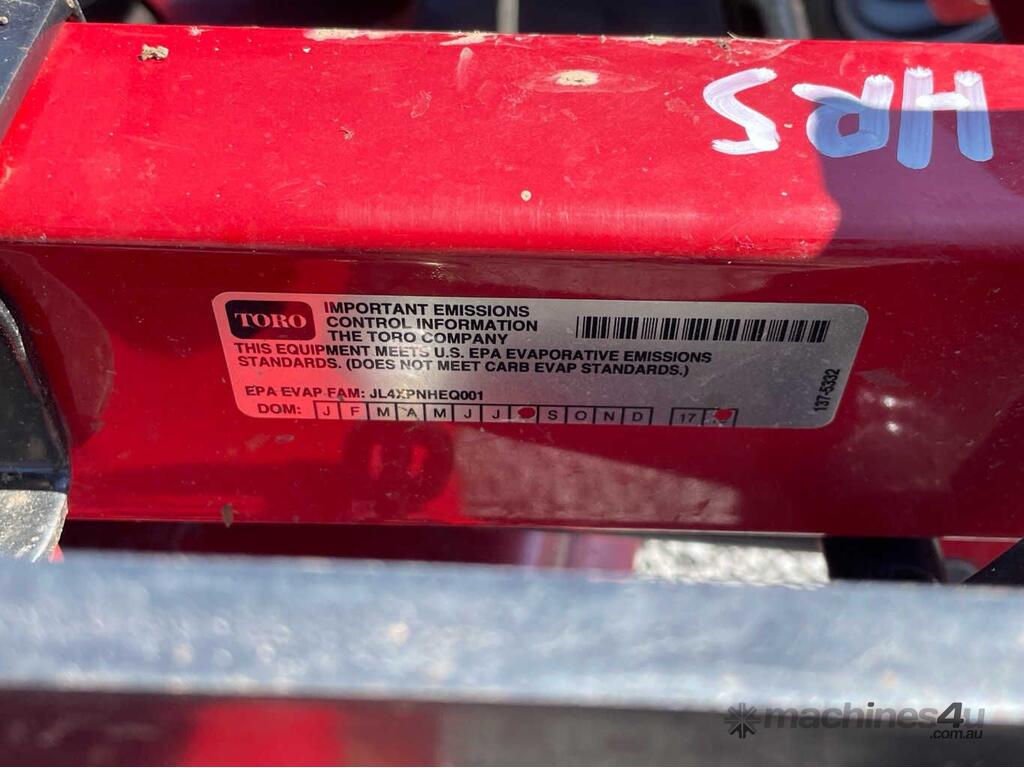 HRS
TORO
IMPORTANT EMISSIONS
CONTROL INFORMATION
THE TORO COMPANY
THIS EQUIPMENT MEETS U.S. EPA EVAPORATIVE EMISSIONS
STANDARDS. (DOES NOT MEET CARB EVAP STANDARDS.)
EPA EVAP FAM: JL4XPNHEQ001
DOM: J F M A M J J S O N D 17
137-5332
machines4u
.com.au